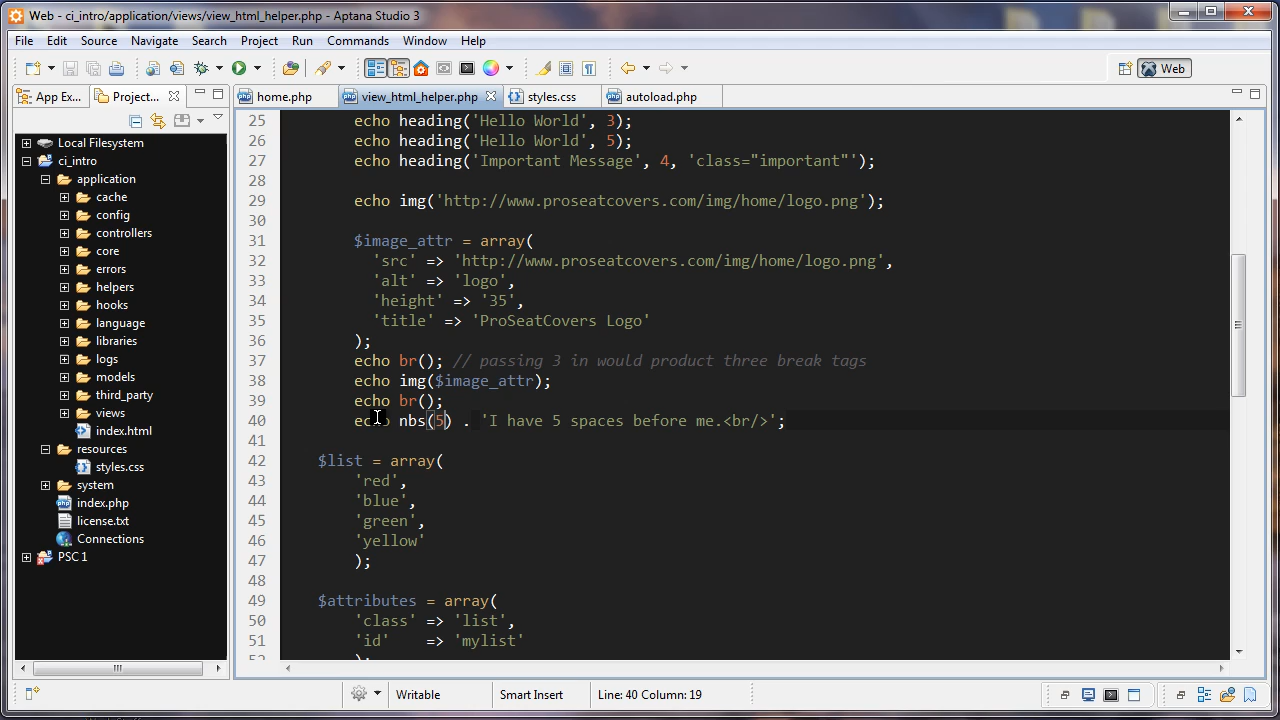 Web - ci_intro/application/views/view_html_helper.php - Aptana Studio 3
File Edit Source Navigate Search Project Run Commands Window Help
Web
App Ex... Project... home.php view_html_helper.php styles.css autoload.php
Local Filesystem
ci_intro
application
cache
config
controllers
core
errors
helpers
hooks
language
libraries
logs
models
third_party
views
index.html
resources
styles.css
system
index.php
license.txt
Connections
PSC 1
25 echo heading('Hello World', 3);
26 echo heading('Hello World', 5);
27 echo heading('Important Message', 4, 'class="important"');
28
29 echo img('http://www.proseatcovers.com/img/home/logo.png');
30
31 $image_attr = array(
32 'src' => 'http://www.proseatcovers.com/img/home/logo.png',
33 'alt' => 'logo',
34 'height' => '35',
35 'title' => 'ProSeatCovers Logo'
36 );
37 echo br(); // passing 3 in would product three break tags
38 echo img($image_attr);
39 echo br();
40 echo nbs(5) . 'I have 5 spaces before me.<br/>';
41
42 $list = array(
43 'red',
44 'blue',
45 'green',
46 'yellow'
47 );
48
49 $attributes = array(
50 'class' => 'list',
51 'id' => 'mylist'
52 );
Writable Smart Insert Line: 40 Column: 19